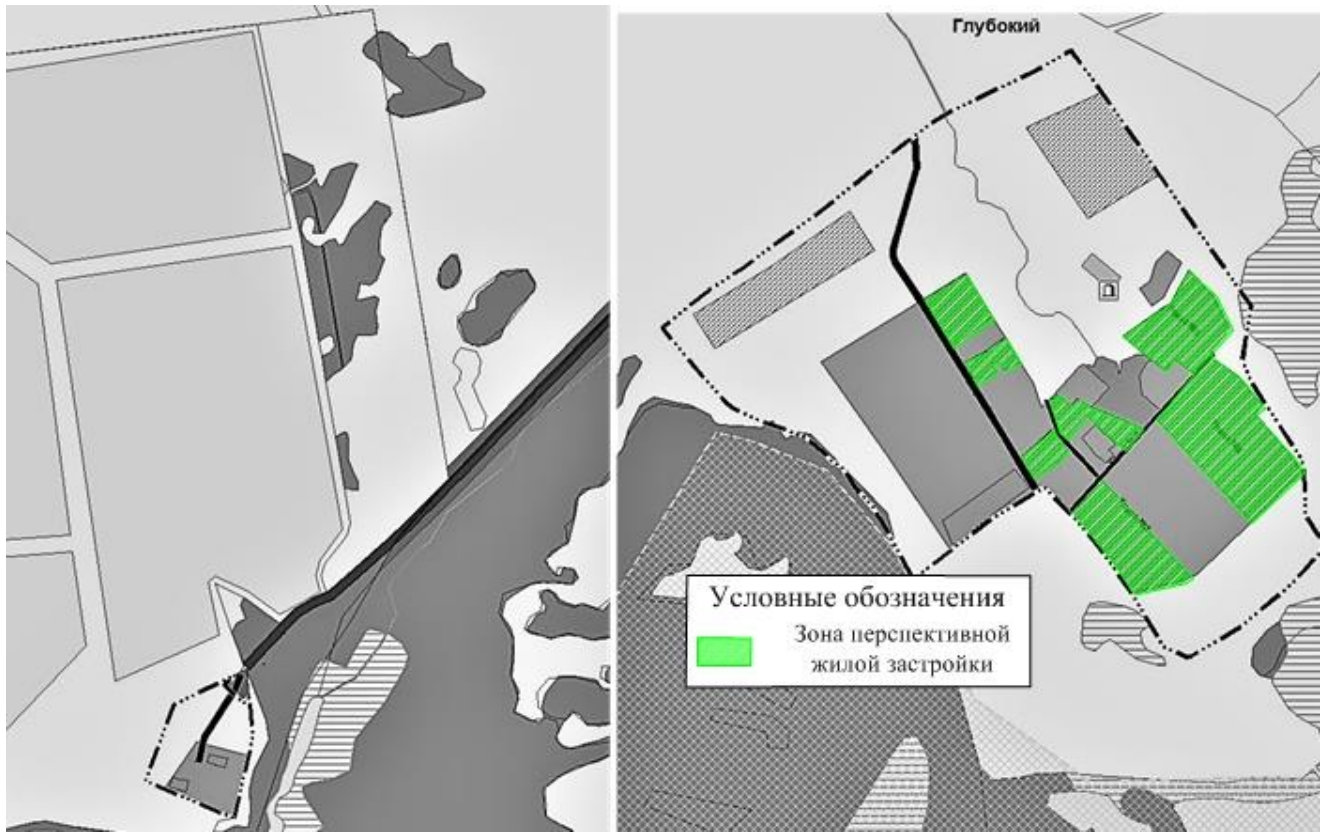 Глубокий
Условные обозначения
Зона перспективной
жилой застройки